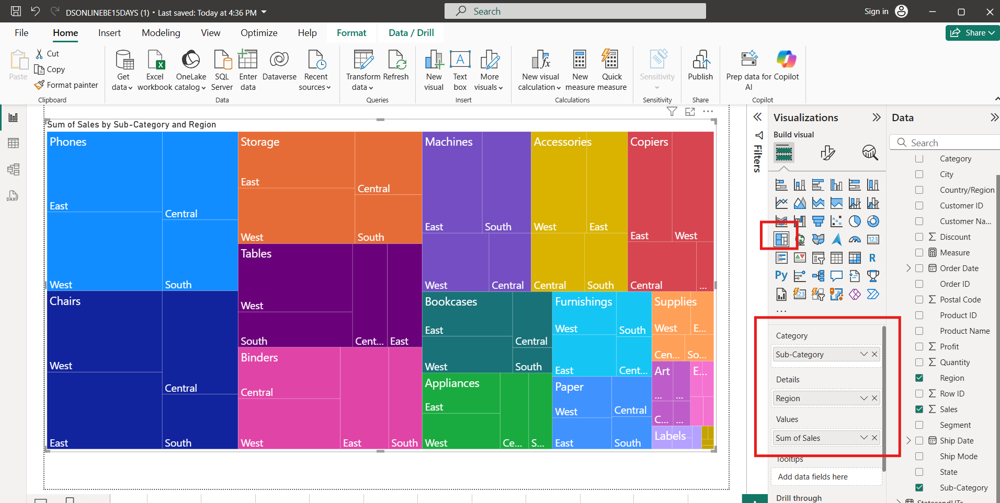 DSONLINEBE15DAYS (1) • Last saved: Today at 4:36 PM
Search
Sign in
File Home Insert Modeling View Optimize Help Format Data / Drill
Share
Paste
Cut
Copy
Format painter
Clipboard
Get data
Excel workbook
OneLake catalog
SQL Server
Enter data
Dataverse
Recent sources
Data
Transform data
Refresh
Queries
New visual
Text box
More visuals
Insert
New visual calculation
New measure
Quick measure
Calculations
Sensitivity
Sensitivity
Publish
Share
Prep data for AI
Copilot
Copilot
Sum of Sales by Sub-Category and Region
Phones
East
Central
West
South
Chairs
West
Central
East
South
Storage
East
Central
West
South
Tables
West
South
Cent...
East
Binders
Central
West
East
South
Machines
East
South
West
Central
Accessories
West
East
Central
South
Copiers
East
West
Central
...
Bookcases
East
Central
West
South
Appliances
East
West
Ce...
S...
Furnishings
West
South
East
Cent...
Paper
West
Central
East
South
Supplies
West
E...
Cen...
So...
Art
...
...
C...
...
E...
Labels
Filters
Visualizations
Build visual
123
R
Py
123
...
Category
Sub-Category
Details
Region
Values
Sum of Sales
Tooltips
Add data fields here
Drill through
Data
Search
Category
City
Country/Region
Customer ID
Customer Na...
Discount
Measure
Order Date
Order ID
Postal Code
Product ID
Product Name
Profit
Quantity
Region
Row ID
Sales
Segment
Ship Date
Ship Mode
State
Sub-Category
StatesandUTs